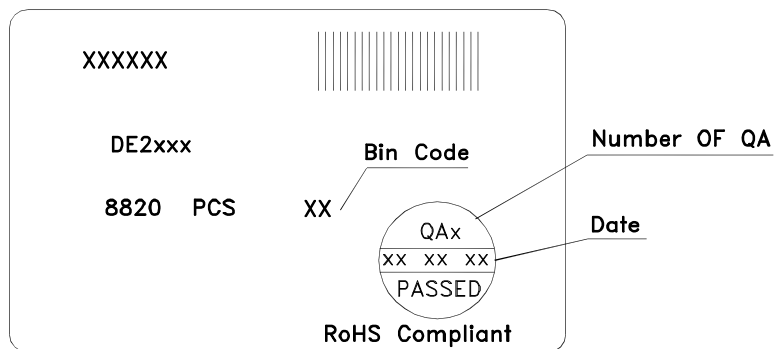 XXXXXX
DE2xxx
Bin Code
Number OF QA
8820 PCS
XX
QAx
Date
xx xx xx
PASSED
RoHS Compliant